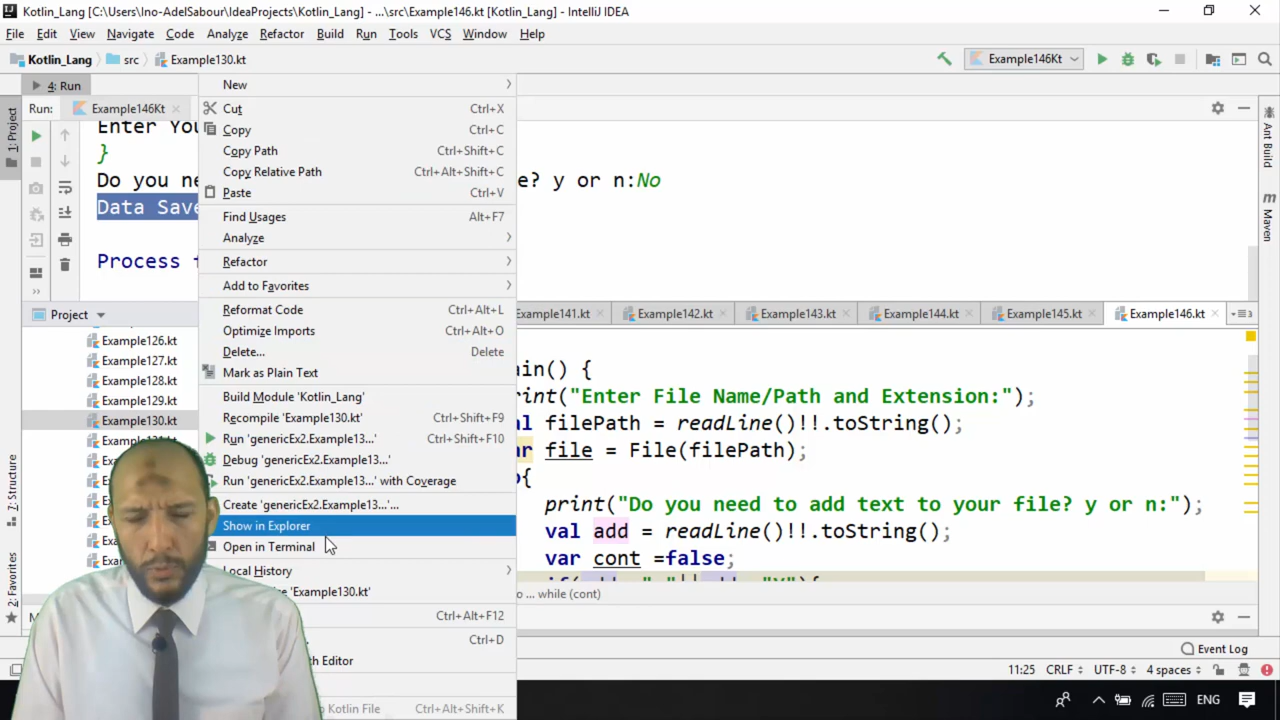 Kotlin_Lang [C:\Users\Ino-AdelSabour\IdeaProjects\Kotlin_Lang] - ...\src\Example146.kt [Kotlin_Lang] - IntelliJ IDEA
File Edit View Navigate Code Analyze Refactor Build Run Tools VCS Window Help
Kotlin_Lang src Example130.kt
Example146Kt
4: Run
Run: Example146Kt
Enter You
}
Do you ne
e? y or n:No
Data Save
Process f
New
Cut Ctrl+X
Copy Ctrl+C
Copy Path Ctrl+Shift+C
Copy Relative Path Ctrl+Alt+Shift+C
Paste Ctrl+V
Find Usages Alt+F7
Analyze
Refactor
Add to Favorites
Reformat Code Ctrl+Alt+L
Optimize Imports Ctrl+Alt+O
Delete... Delete
Mark as Plain Text
Build Module 'Kotlin_Lang'
Recompile 'Example130.kt' Ctrl+Shift+F9
Run 'genericEx2.Example13...' Ctrl+Shift+F10
Debug 'genericEx2.Example13...'
Run 'genericEx2.Example13...' with Coverage
Create 'genericEx2.Example13...'...
Show in Explorer
Open in Terminal
Local History
e 'Example130.kt'
Ctrl+Alt+F12
Ctrl+D
th Editor
o Kotlin File Ctrl+Alt+Shift+K
Project
Example126.kt
Example127.kt
Example128.kt
Example129.kt
Example130.kt
Exam
Exam
Exam
Exam
Exam
Exam
1: Project
7: Structure
2: Favorites
Ant Build
Maven
Example141.kt Example142.kt Example143.kt Example144.kt Example145.kt Example146.kt
ain() {
int("Enter File Name/Path and Extension:");
al filePath = readLine()!!.toString();
ar file = File(filePath);
o{
print("Do you need to add text to your file? y or n:");
val add = readLine()!!.toString();
var cont =false;
o ... while (cont)
Event Log
11:25 CRLF UTF-8 4 spaces
ENG